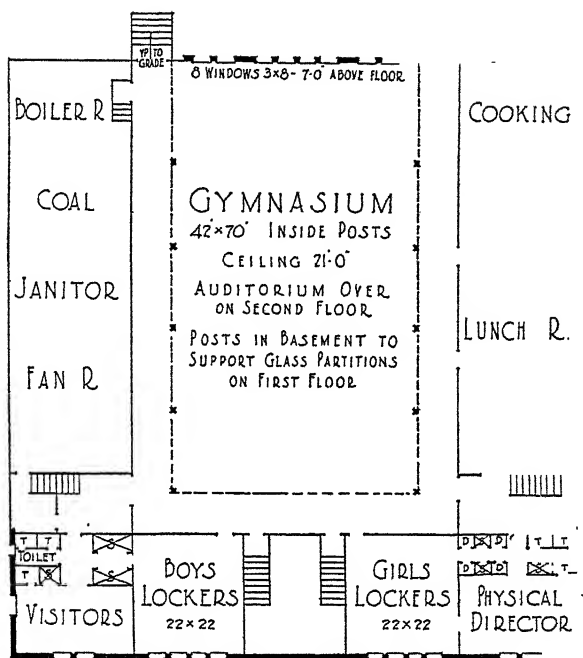 UP TO
GRADE
8 WINDOWS 3×8- 7'-0" ABOVE FLOOR
BOILER R
COOKING
COAL
GYMNASIUM
42'×70' INSIDE POSTS
CEILING 21'-0"
JANITOR
AUDITORIUM OVER
ON SECOND FLOOR
LUNCH R.
POSTS IN BASEMENT TO
SUPPORT GLASS PARTITIONS
ON FIRST FLOOR
FAN R
T T S
TOILET
T S S
D S D T T
D S D S T
BOYS
LOCKERS
22×22
GIRLS
LOCKERS
22×22
VISITORS
PHYSICAL
DIRECTOR